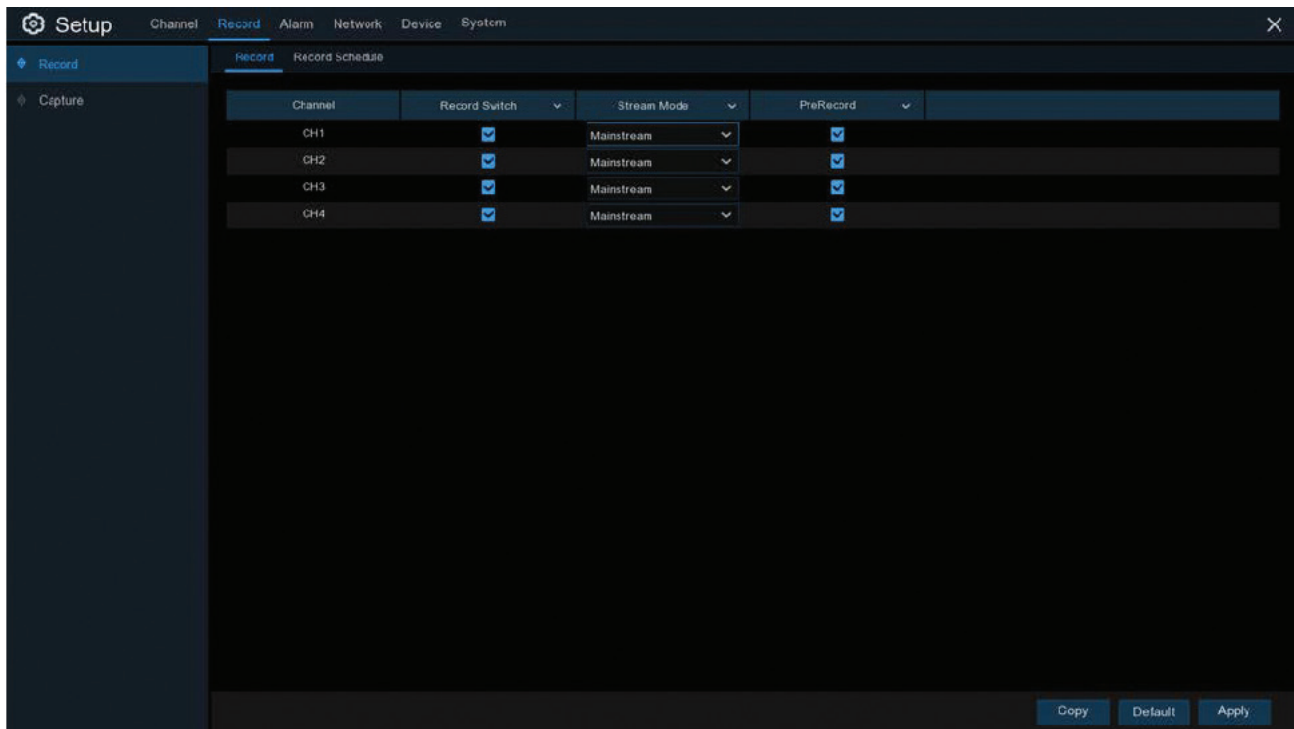 Setup Channel Record Alarm Network Device System
Record Record Record Schedule
Capture
Channel Record Switch Stream Mode PreRecord
CH1 Mainstream
CH2 Mainstream
CH3 Mainstream
CH4 Mainstream
Copy Default Apply